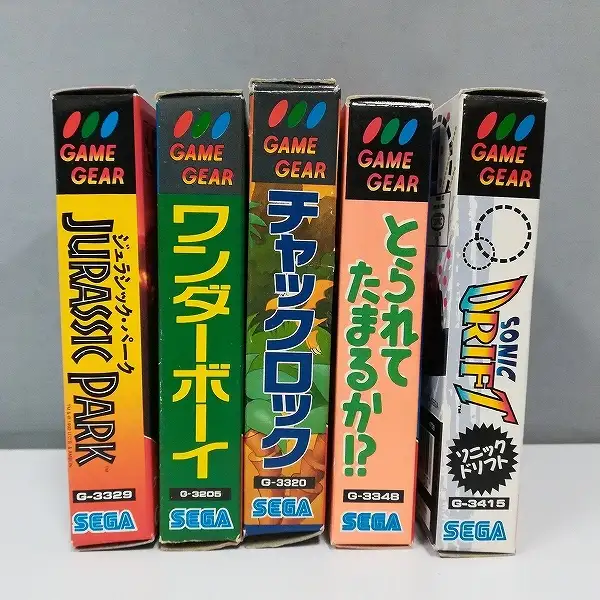 GAME
GEAR
ジュラシック・パーク
JURASSIC PARK™
G-3329
SEGA
GAME
GEAR
ワンダーボーイ
G-3205
SEGA
GAME
GEAR
チャックロック
G-3320
SEGA
GAME
GEAR
とられて
たまるか!?
G-3348
SEGA
GAME
GEAR
SONIC
DRIFT™
ソニック
ドリフト
G-3415
SEGA